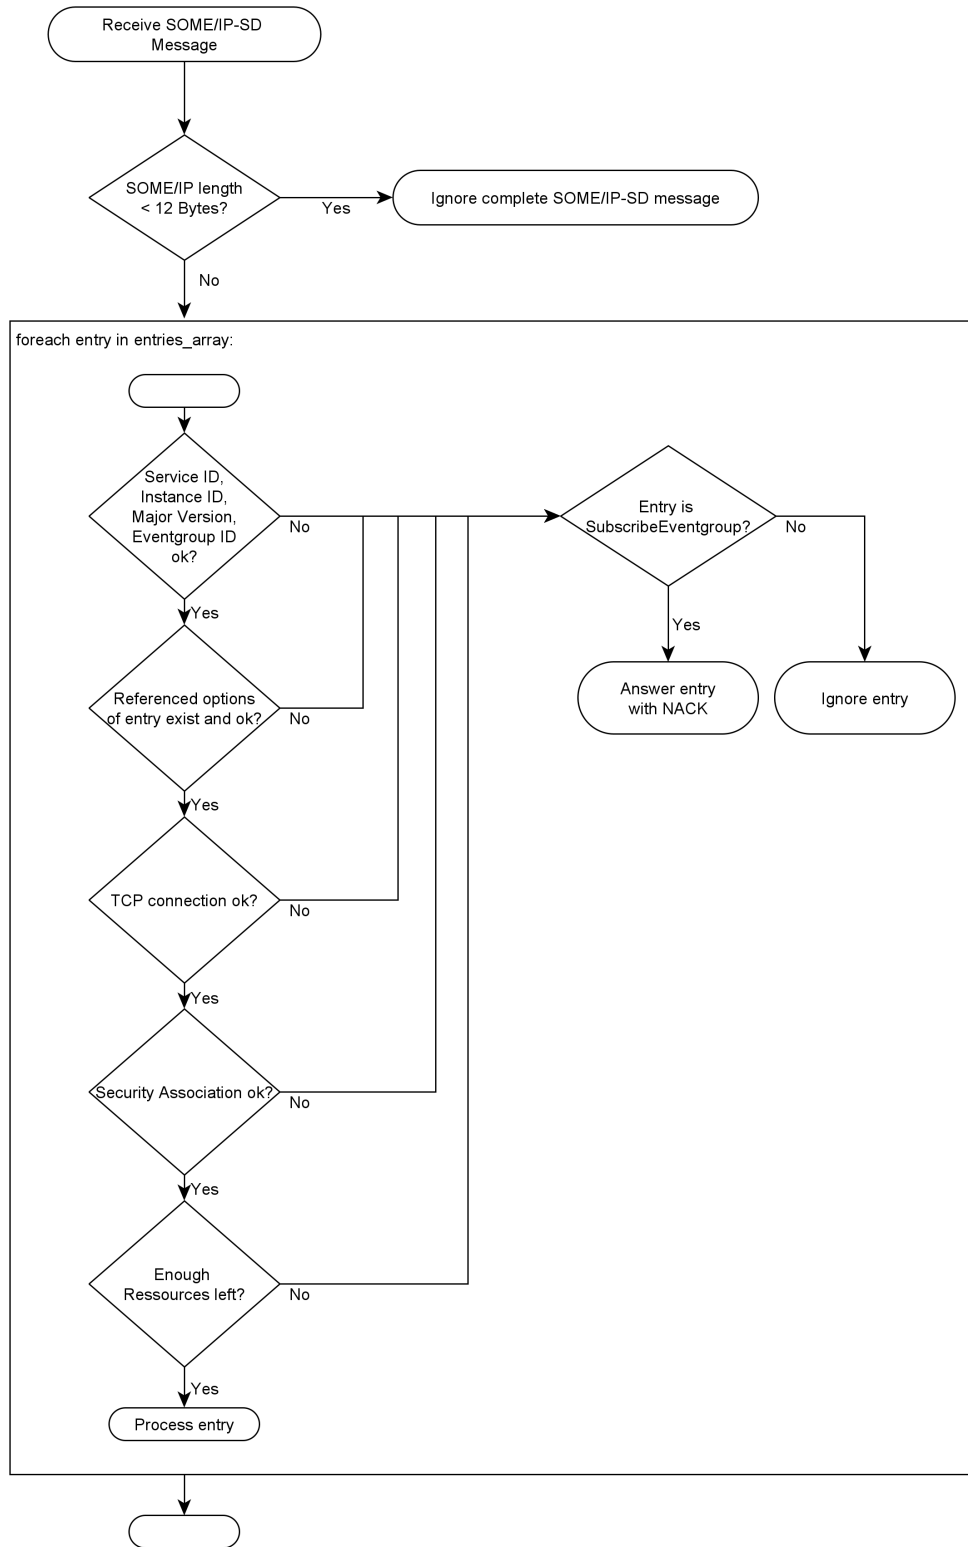 Receive SOME/IP-SD
Message
SOME/IP length
< 12 Bytes?
Yes
Ignore complete SOME/IP-SD message
No
foreach entry in entries_array:
Service ID,
Instance ID,
Major Version,
Eventgroup ID
ok?
No
Entry is
SubscribeEventgroup?
No
Yes
Yes
Answer entry
with NACK
Ignore entry
Referenced options
of entry exist and ok?
No
Yes
TCP connection ok?
No
Yes
Security Association ok?
No
Yes
Enough
Ressources left?
No
Yes
Process entry